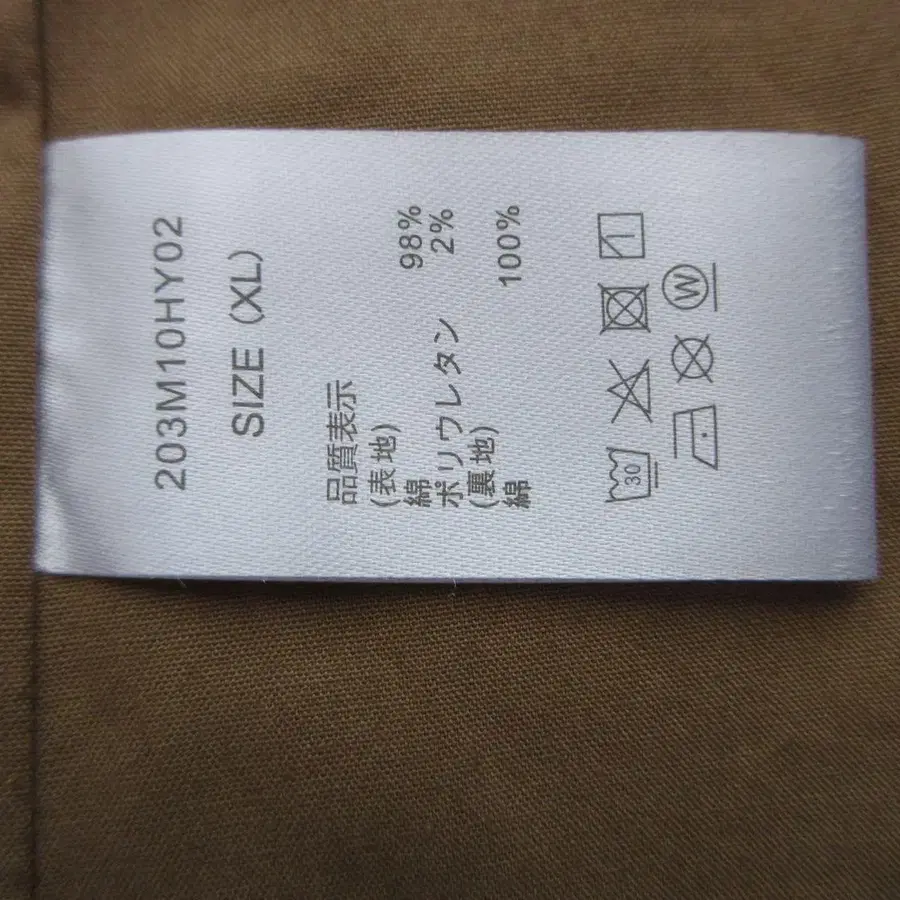 203M10HY02
SIZE (XL)
品質表示
(表地)
綿 98%
ポリウレタン 2%
(裏地)
綿 100%
30
W